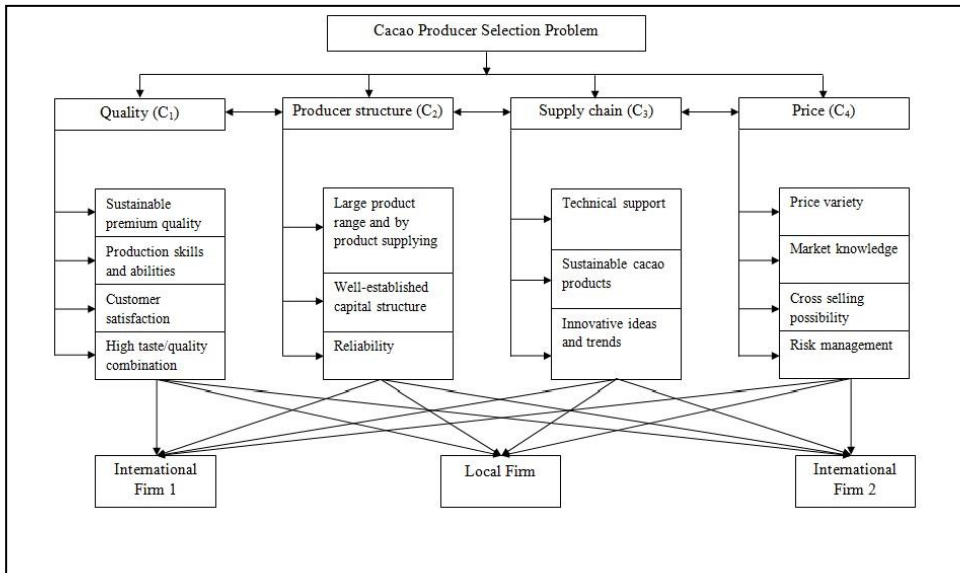 Cacao Producer Selection Problem
Quality (C₁)
Producer structure (C₂)
Supply chain (C₃)
Price (C₄)
Sustainable
premium quality
Production skills
and abilities
Customer
satisfaction
High taste/quality
combination
Large product
range and by
product supplying
Well-established
capital structure
Reliability
Technical support
Sustainable cacao
products
Innovative ideas
and trends
Price variety
Market knowledge
Cross selling
possibility
Risk management
International
Firm 1
Local Firm
International
Firm 2